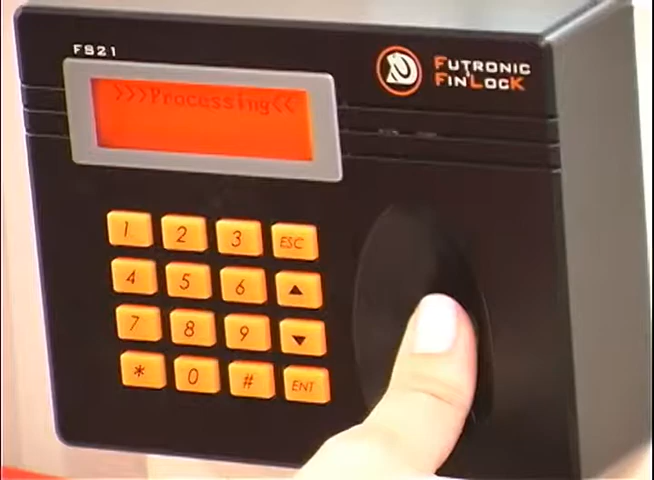 FS21
FUTRONIC
FIN'LOCK
>>>Processing<<
1 2 3 ESC
4 5 6 ▲
7 8 9 ▼
* 0 # ENT